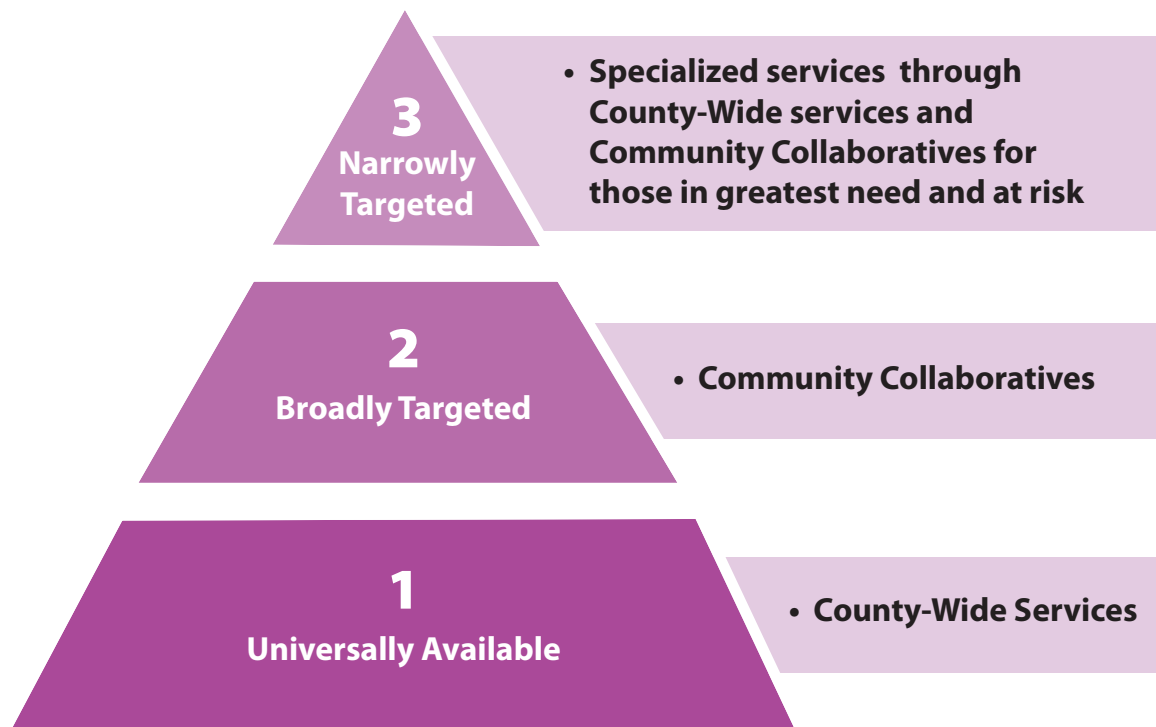 3
Narrowly
Targeted
• Specialized services through
County-Wide services and
Community Collaboratives for
those in greatest need and at risk
2
Broadly Targeted
• Community Collaboratives
1
Universally Available
• County-Wide Services